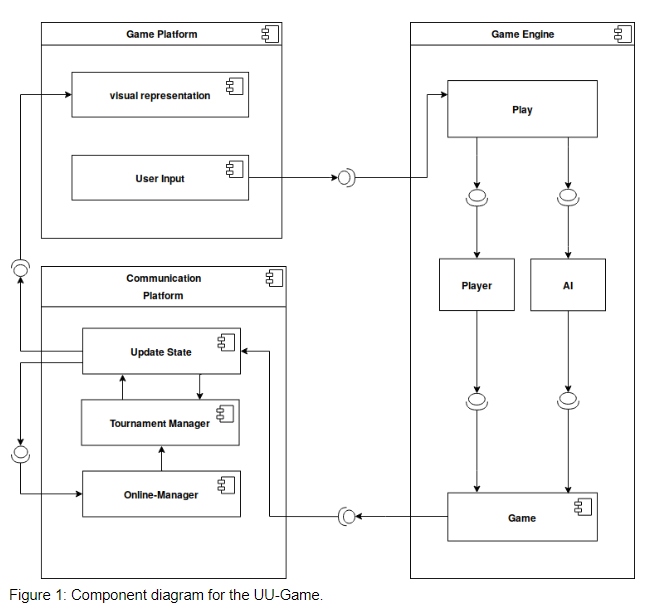 Game Platform
visual representation
User Input
Game Engine
Play
Player
AI
Game
Communication
Platform
Update State
Tournament Manager
Online-Manager
Figure 1: Component diagram for the UU-Game.